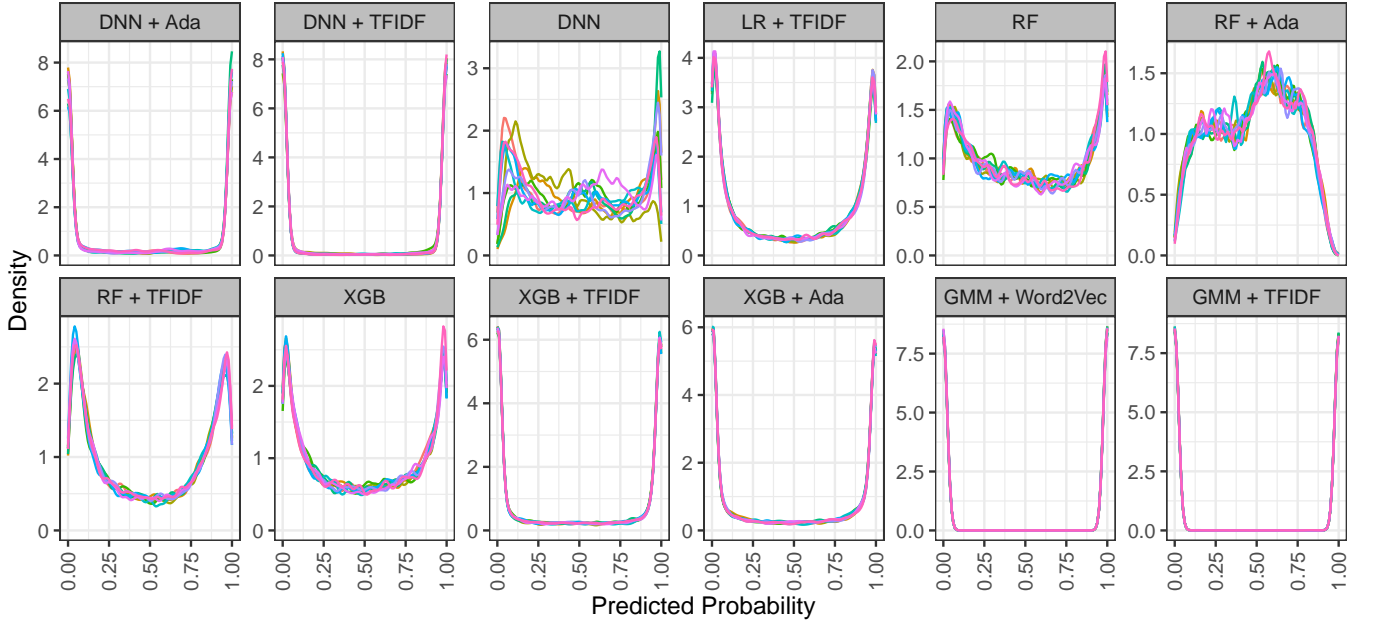 DNN + Ada
DNN + TFIDF
DNN
LR + TFIDF
RF
RF + Ada
8
6
4
2
0
8
6
4
2
0
3
2
1
0
4
3
2
1
0
2.0
1.5
1.0
0.5
0.0
1.5
1.0
0.5
0.0
Density
RF + TFIDF
XGB
XGB + TFIDF
XGB + Ada
GMM + Word2Vec
GMM + TFIDF
2
1
0
2
1
0
6
4
2
0
6
4
2
0
7.5
5.0
2.5
0.0
7.5
5.0
2.5
0.0
0.00 0.25 0.50 0.75 1.00
0.00 0.25 0.50 0.75 1.00
0.00 0.25 0.50 0.75 1.00
0.00 0.25 0.50 0.75 1.00
0.00 0.25 0.50 0.75 1.00
0.00 0.25 0.50 0.75 1.00
Predicted Probability